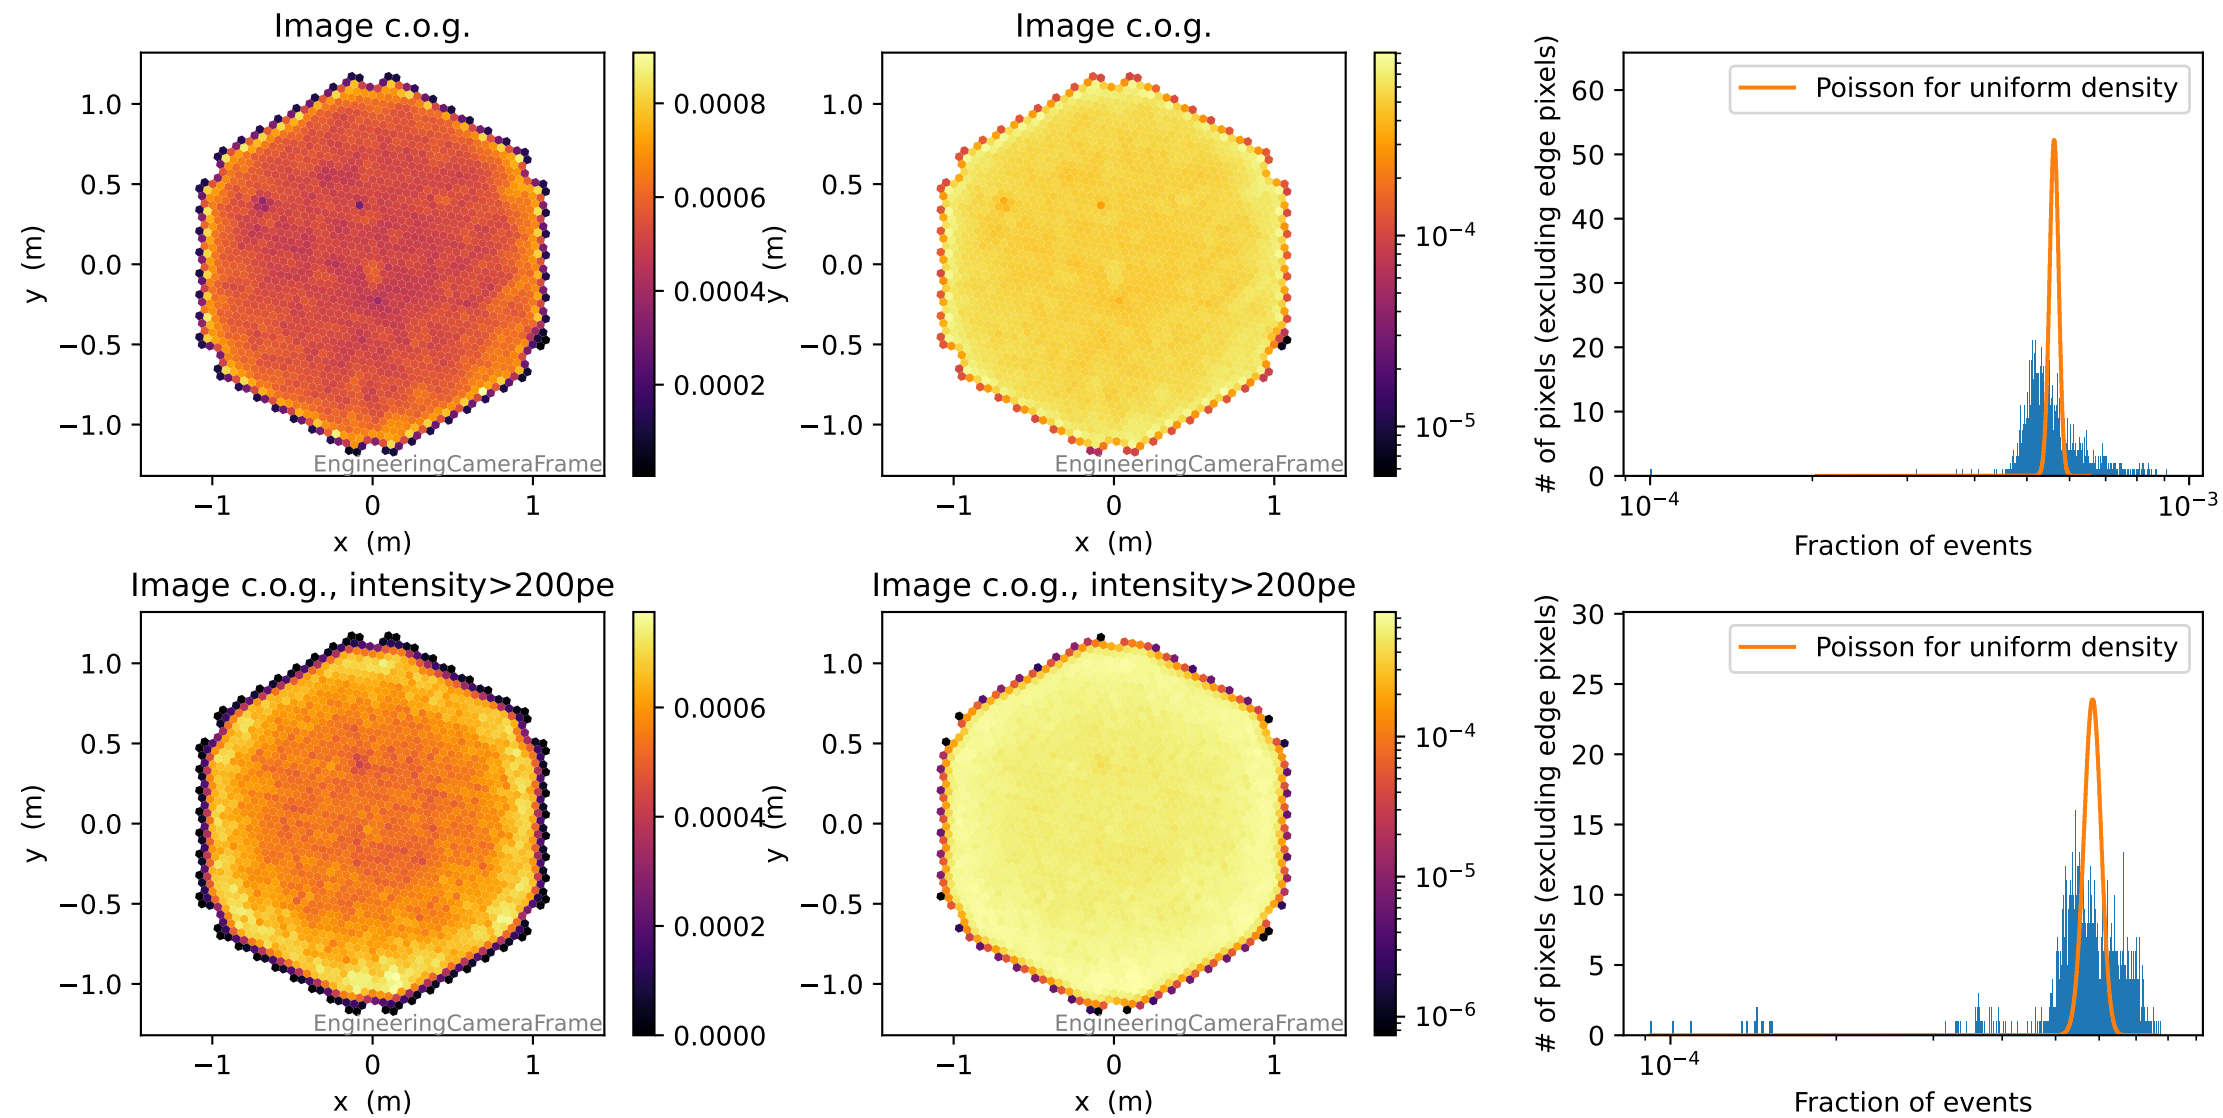 Image c.o.g.
Image c.o.g.
1.0
0.5
0.0
−0.5
−1.0
y (m)
−1
0
1
x (m)
EngineeringCameraFrame
0.0008
0.0006
0.0004
0.0002
1.0
0.5
0.0
−0.5
−1.0
y (m)
−1
0
1
x (m)
EngineeringCameraFrame
10⁻⁴
10⁻⁵
# of pixels (excluding edge pixels)
60
50
40
30
20
10
0
Poisson for uniform density
10⁻⁴
10⁻³
Fraction of events
Image c.o.g., intensity>200pe
Image c.o.g., intensity>200pe
1.0
0.5
0.0
−0.5
−1.0
y (m)
−1
0
1
x (m)
EngineeringCameraFrame
0.0006
0.0004
0.0002
0.0000
1.0
0.5
0.0
−0.5
−1.0
y (m)
−1
0
1
x (m)
EngineeringCameraFrame
10⁻⁴
10⁻⁵
10⁻⁶
# of pixels (excluding edge pixels)
30
25
20
15
10
5
0
Poisson for uniform density
10⁻⁴
Fraction of events